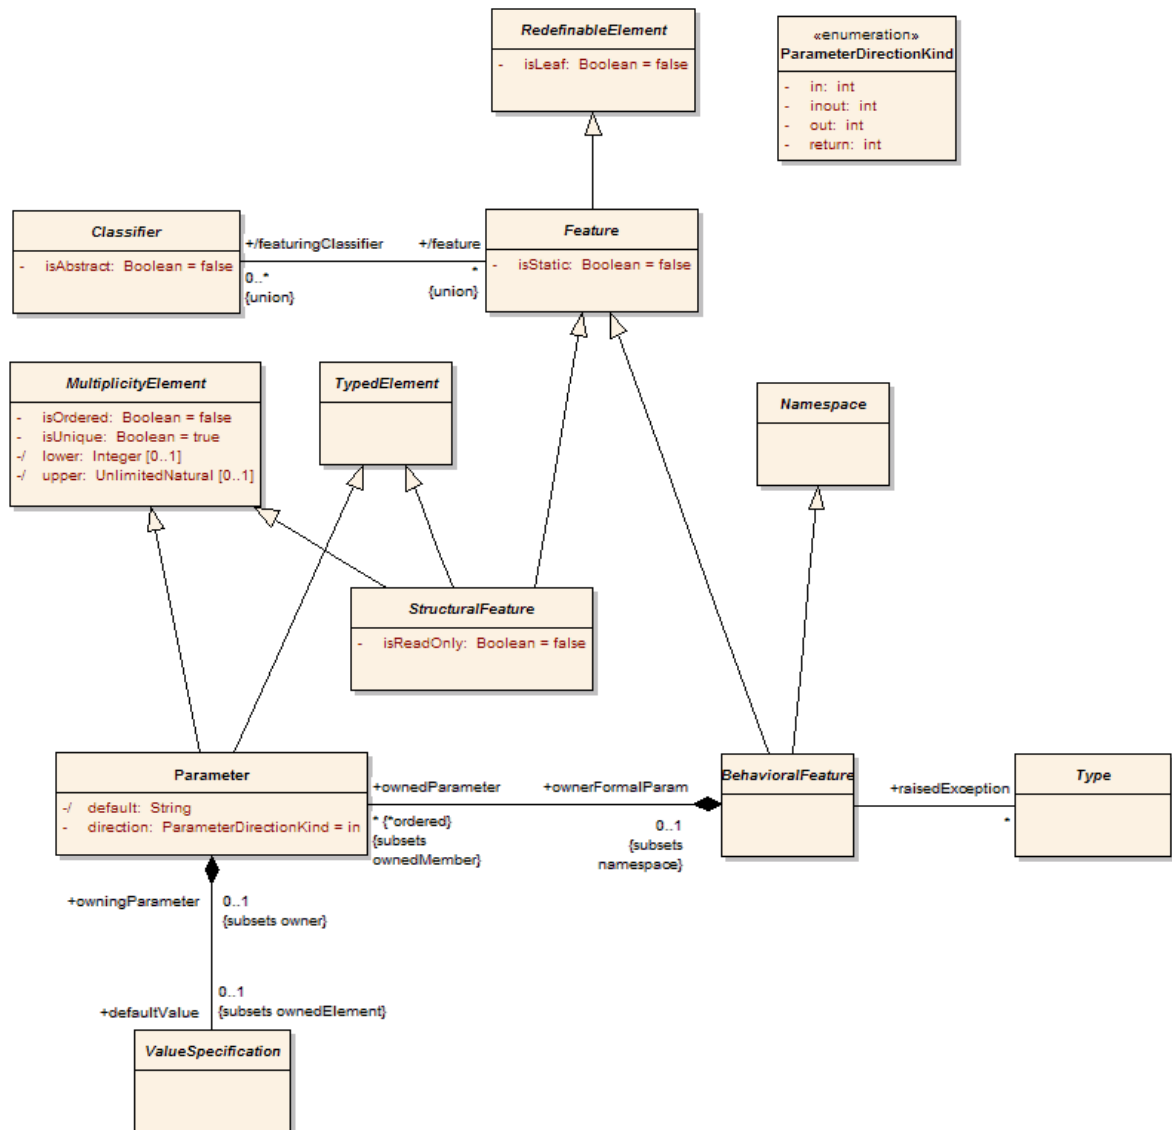 RedefinableElement
- isLeaf: Boolean = false
«enumeration»
ParameterDirectionKind
- in: int
- inout: int
- out: int
- return: int
Classifier
- isAbstract: Boolean = false
+/featuringClassifier
0..*
{union}
+/feature
*
{union}
Feature
- isStatic: Boolean = false
MultiplicityElement
- isOrdered: Boolean = false
- isUnique: Boolean = true
-/ lower: Integer [0..1]
-/ upper: UnlimitedNatural [0..1]
TypedElement
Namespace
StructuralFeature
- isReadOnly: Boolean = false
Parameter
-/ default: String
- direction: ParameterDirectionKind = in
+ownedParameter
* {*ordered}
{subsets
ownedMember}
+ownerFormalParam
0..1
{subsets
namespace}
BehavioralFeature
+raisedException
*
Type
+owningParameter
0..1
{subsets owner}
0..1
+defaultValue
{subsets ownedElement}
ValueSpecification